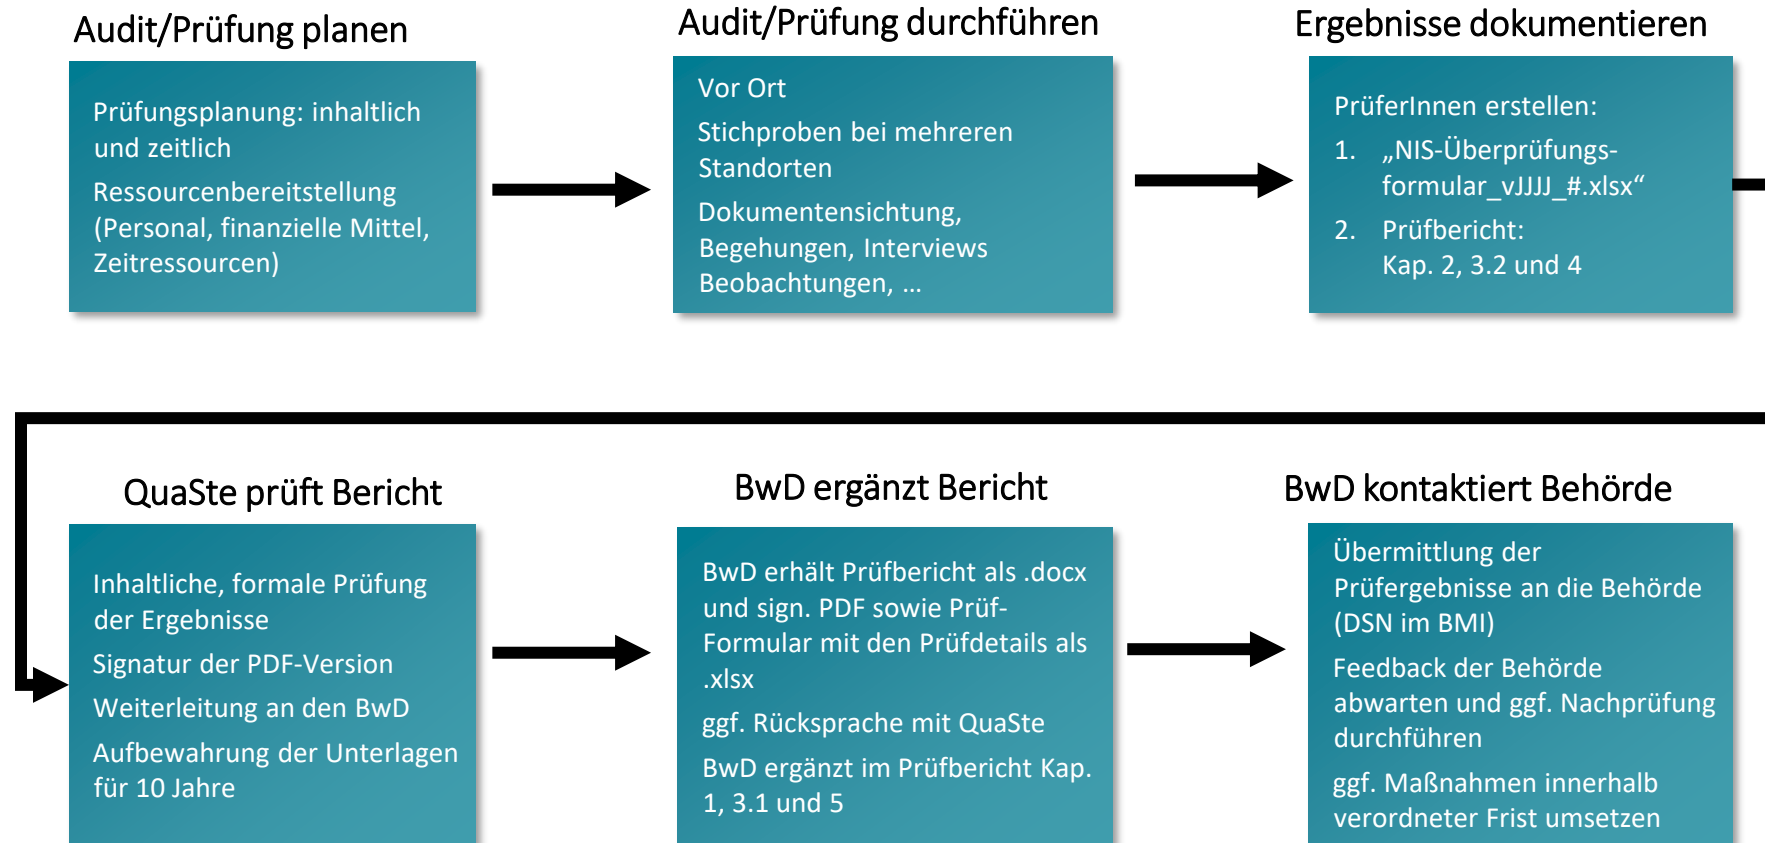 Audit/Prüfung planen
Prüfungsplanung: inhaltlich
und zeitlich
Ressourcenbereitstellung
(Personal, finanzielle Mittel,
Zeitressourcen)
Audit/Prüfung durchführen
Vor Ort
Stichproben bei mehreren
Standorten
Dokumentensichtung,
Begehungen, Interviews
Beobachtungen, …
Ergebnisse dokumentieren
PrüferInnen erstellen:
1. „NIS-Überprüfungs-
formular_vJJJJ_#.xlsx“
2. Prüfbericht:
Kap. 2, 3.2 und 4
QuaSte prüft Bericht
Inhaltliche, formale Prüfung
der Ergebnisse
Signatur der PDF-Version
Weiterleitung an den BwD
Aufbewahrung der Unterlagen
für 10 Jahre
BwD ergänzt Bericht
BwD erhält Prüfbericht als .docx
und sign. PDF sowie Prüf-
Formular mit den Prüfdetails als
.xlsx
ggf. Rücksprache mit QuaSte
BwD ergänzt im Prüfbericht Kap.
1, 3.1 und 5
BwD kontaktiert Behörde
Übermittlung der
Prüfergebnisse an die Behörde
(DSN im BMI)
Feedback der Behörde
abwarten und ggf. Nachprüfung
durchführen
ggf. Maßnahmen innerhalb
verordneter Frist umsetzen